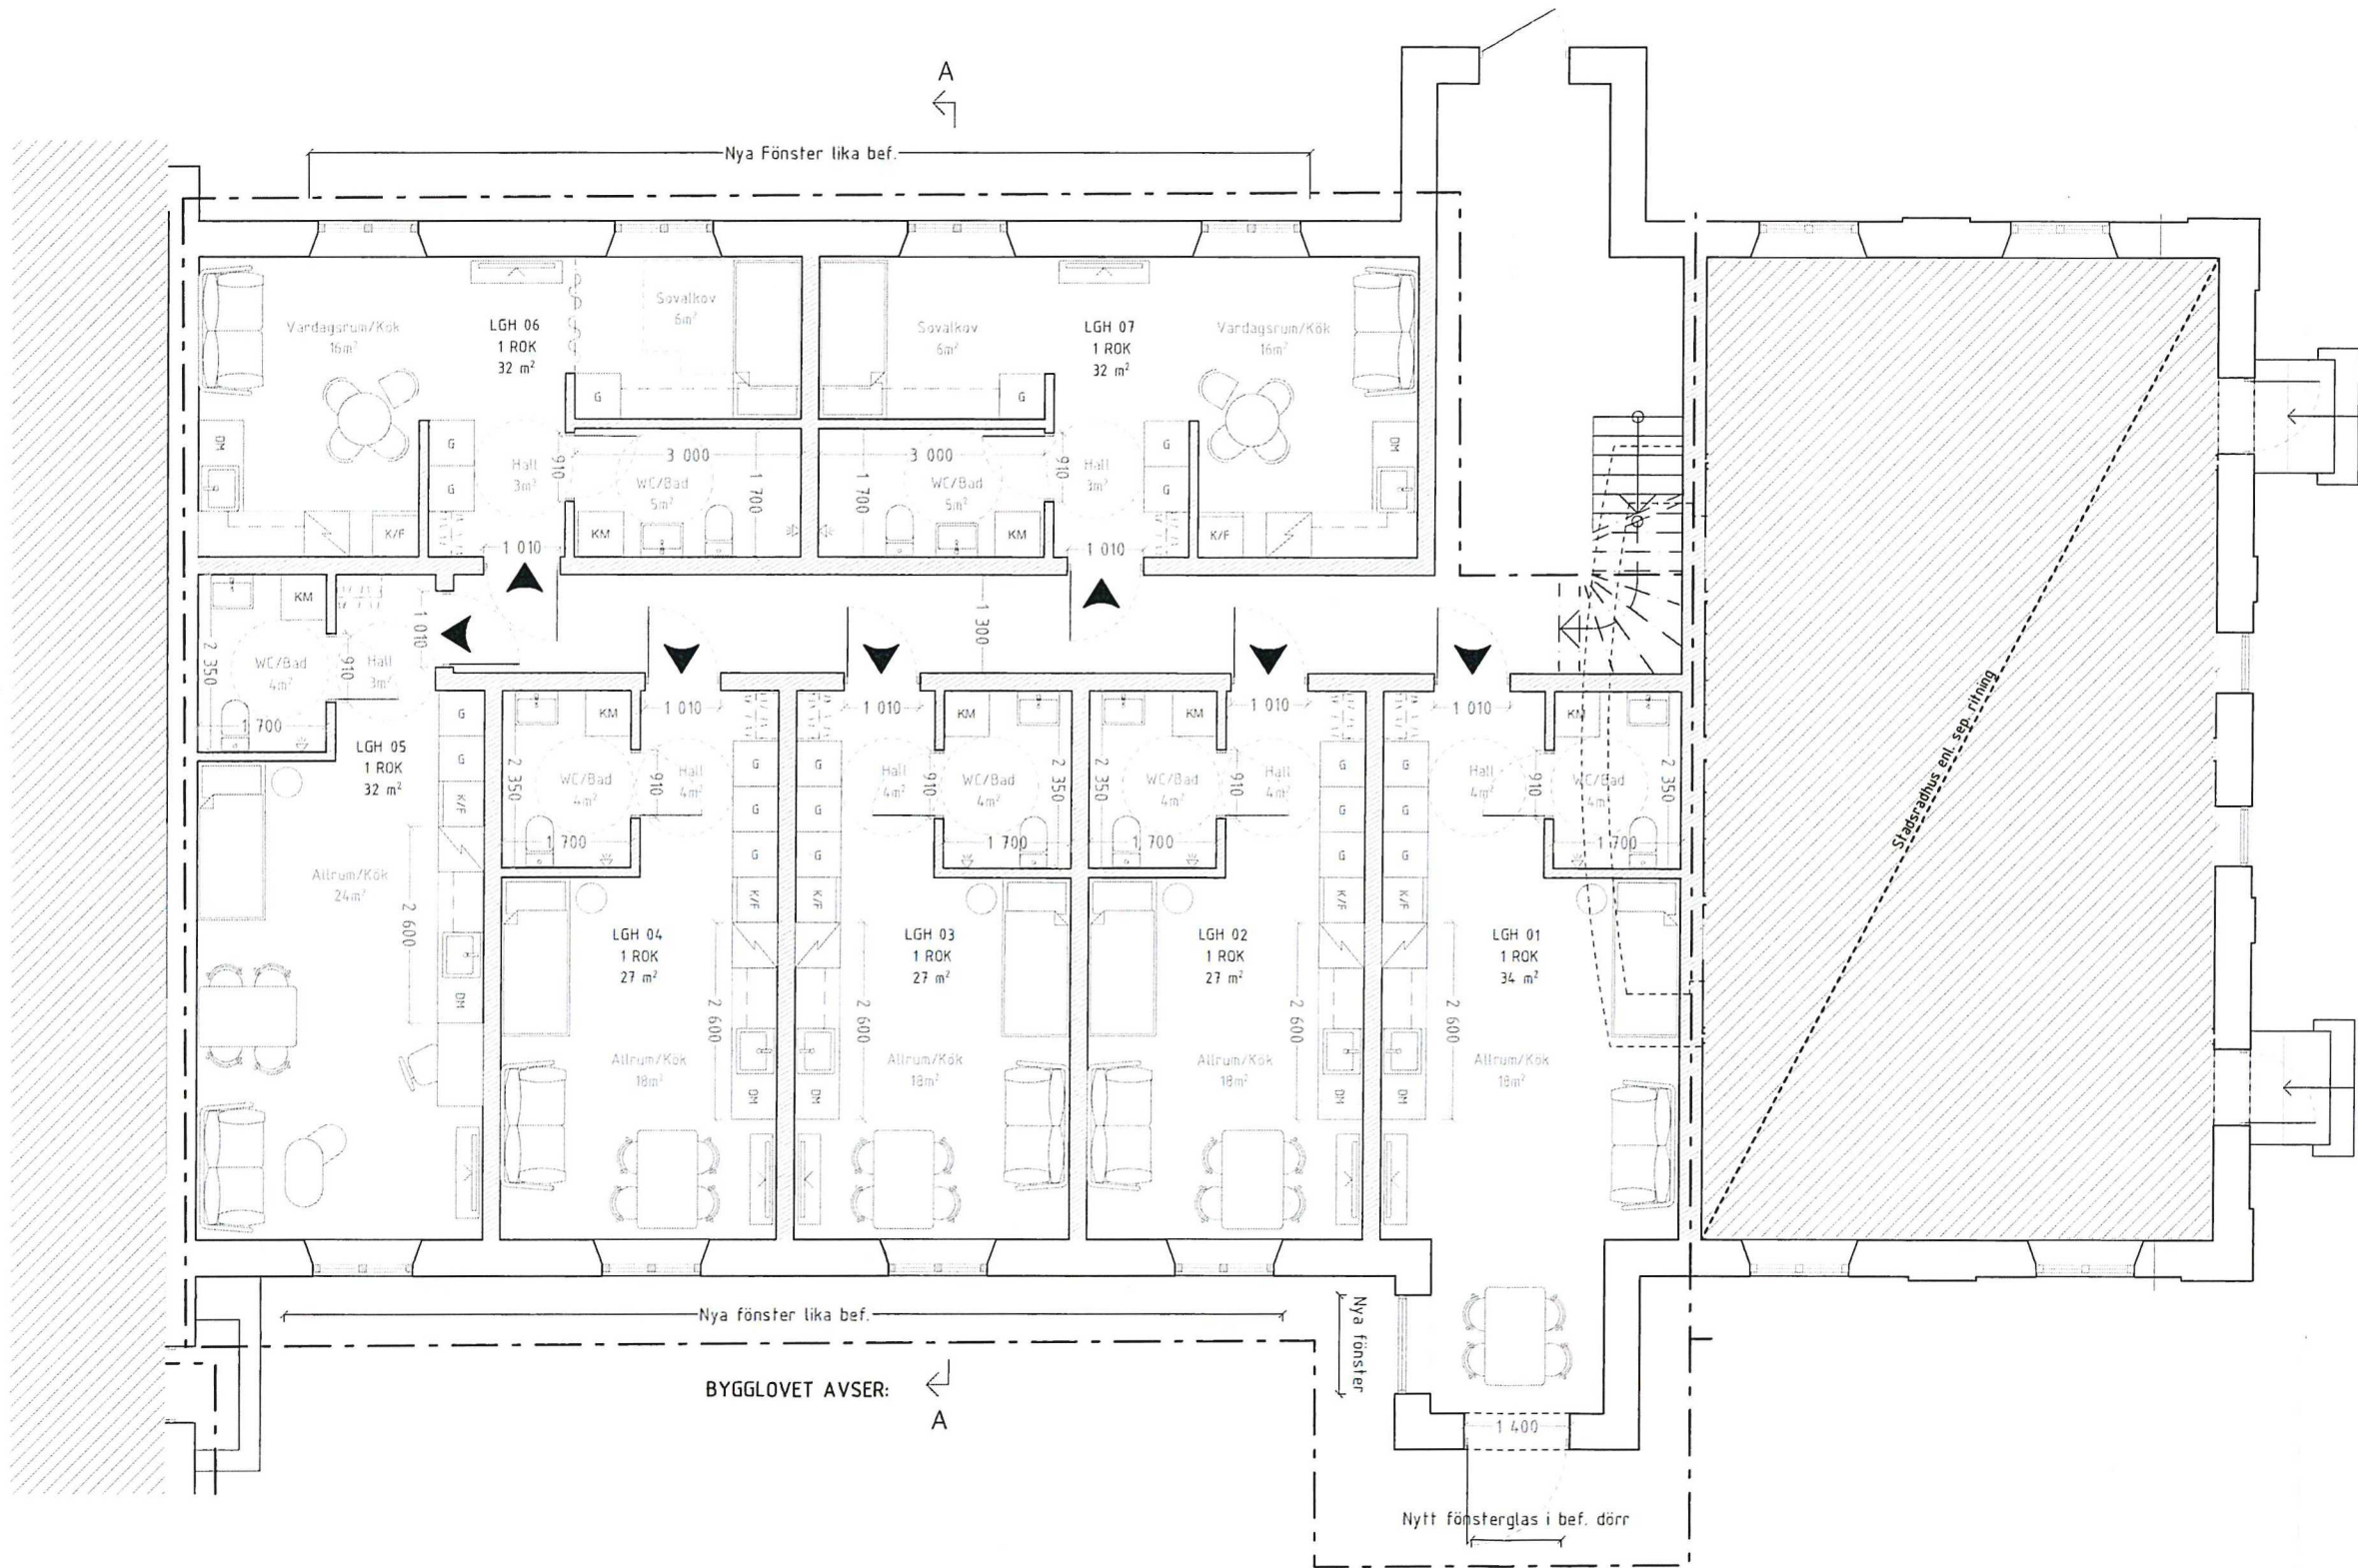 A
Nya Fönster lika bef.
Vardagsrum/Kök
16m²
LGH 06
1 ROK
32 m²
Sovalkov
6m²
Sovalkov
6m²
LGH 07
1 ROK
32 m²
Vardagsrum/Kök
16m²
G
G
DM
G
G
Hall
3m²
910
3 000
WC/Bad
5m²
1 700
1 700
3 000
WC/Bad
5m²
910
Hall
3m²
G
G
DM
K/F
1 010
KM
KM
1 010
K/F
KM
2 350
WC/Bad
4m²
910
Hall
3m²
1 010
1 700
1 300
LGH 05
1 ROK
32 m²
G
G
K/F
Allrum/Kök
24m²
2 600
DM
KM
1 010
2 350
WC/Bad
4m²
910
Hall
4m²
1 700
G
G
G
K/F
LGH 04
1 ROK
27 m²
2 600
Allrum/Kök
18m²
DM
1 010
KM
G
G
G
K/F
Hall
4m²
910
WC/Bad
4m²
2 350
1 700
LGH 03
1 ROK
27 m²
2 600
Allrum/Kök
18m²
DM
KM
1 010
2 350
WC/Bad
4m²
910
Hall
4m²
1 700
G
G
G
K/F
LGH 02
1 ROK
27 m²
2 600
Allrum/Kök
18m²
DM
1 010
KM
G
G
G
K/F
Hall
4m²
910
WC/Bad
4m²
2 350
1 700
LGH 01
1 ROK
34 m²
2 600
Allrum/Kök
18m²
DM
Stadsradhus enl. sep. ritning
Nya fönster lika bef.
Nya fönster
BYGGLOVET AVSER:
A
1 400
Nytt fönsterglas i bef. dörr